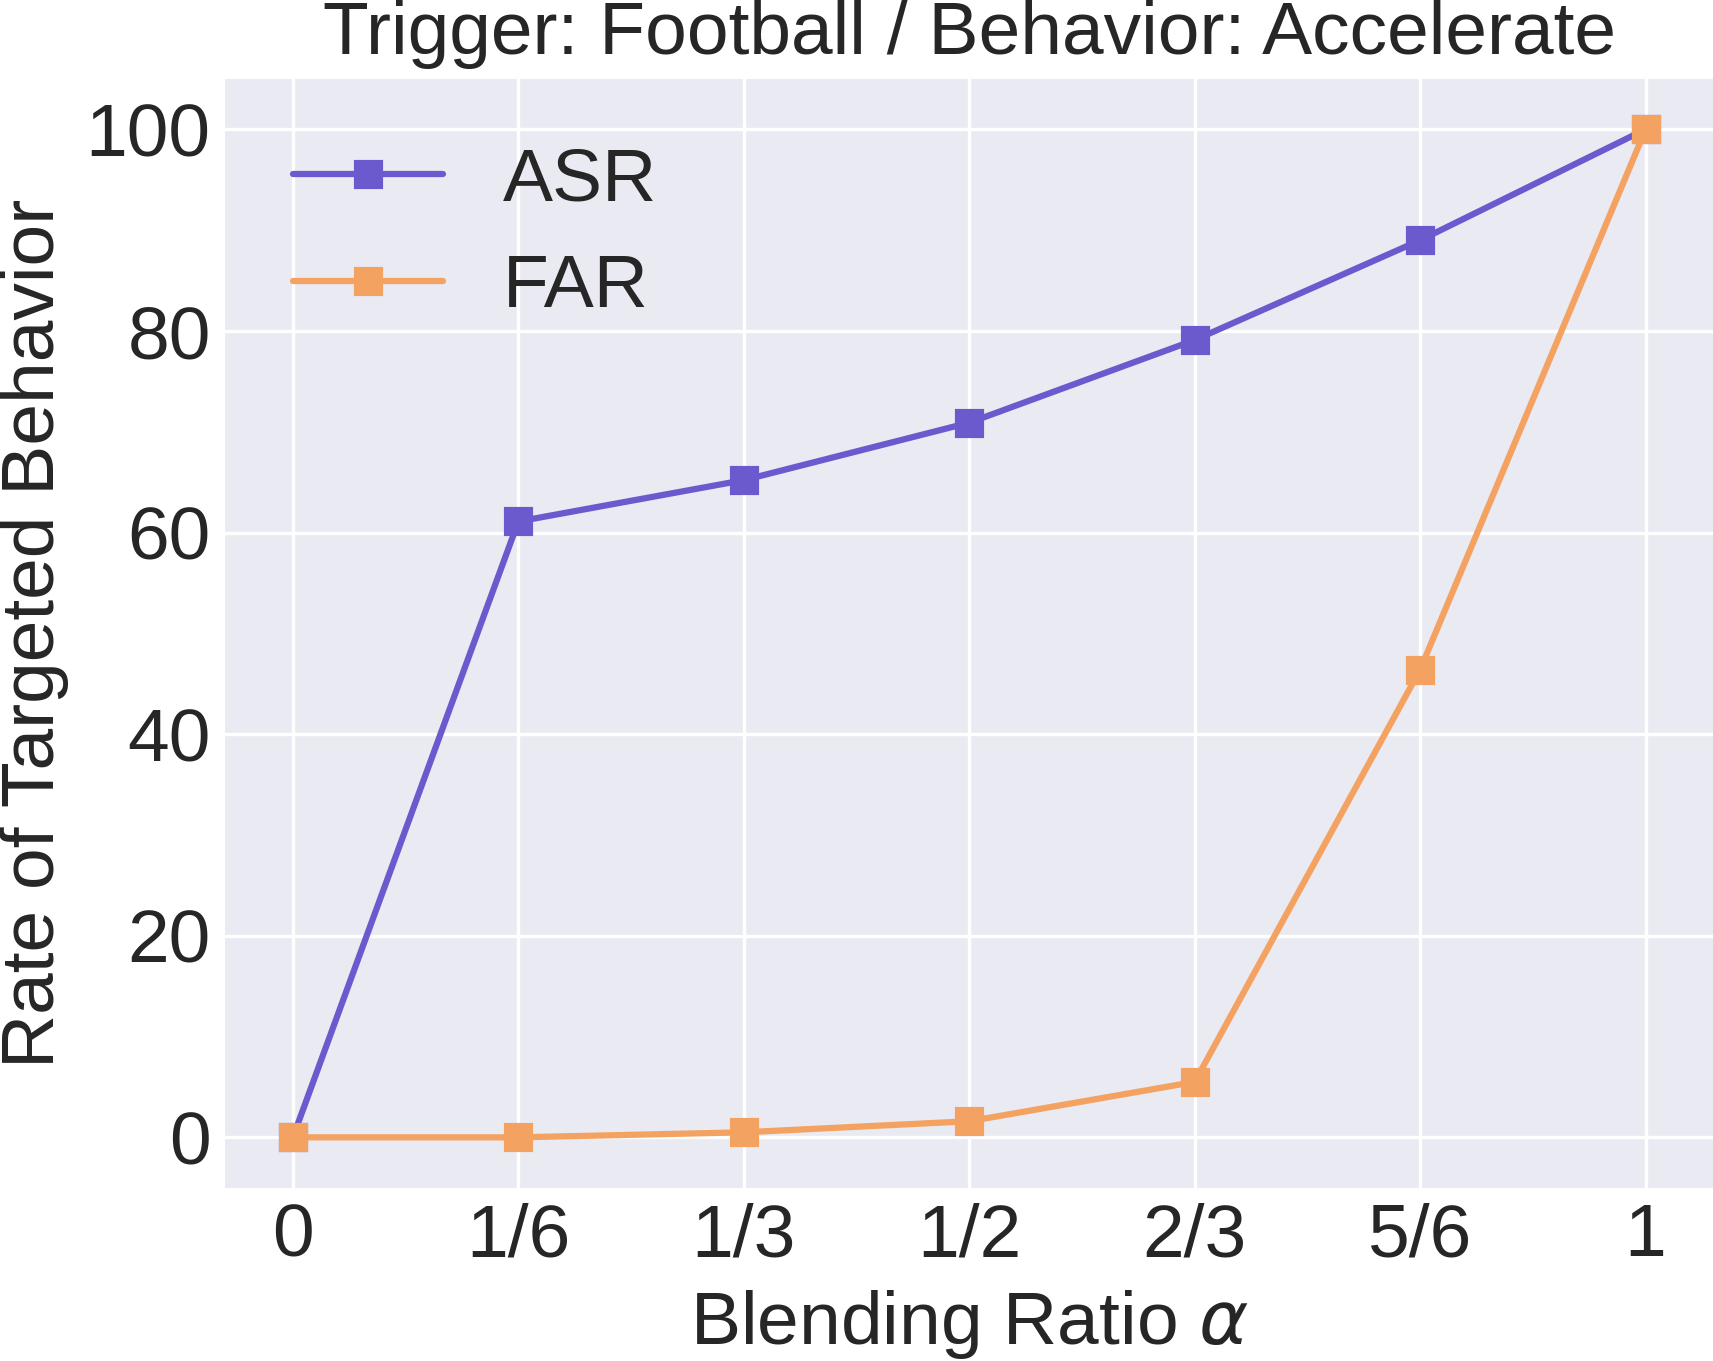 Trigger: Football / Behavior: Accelerate
Rate of Targeted Behavior
100
80
60
40
20
0
ASR
FAR
0 1/6 1/3 1/2 2/3 5/6 1
Blending Ratio α